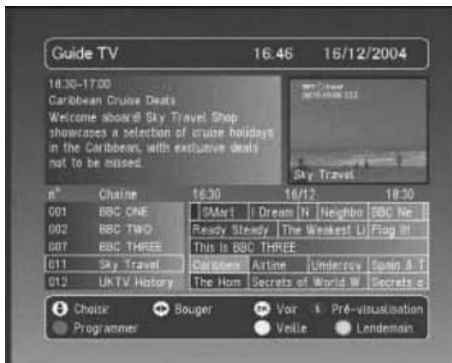 Guide TV 16:46 16/12/2004
16:30-17:00
Caribbean Cruise Deals
Welcome aboard! Sky Travel Shop
showcases a selection of cruise holidays
in the Caribbean, with exclusive deals
not to be missed.
Sky Travel
n° Chaîne 16:30 16/12 18:30
001 BBC ONE SMart I Dream N Neighbo BBC Ne
002 BBC TWO Ready Steady The Weakest Li Flog It!
007 BBC THREE This Is BBC THREE
011 Sky Travel Caribbean Airline Undercov Spain & T
012 UKTV History The Hom Secrets of World W Secrets o
Choisir Bouger Voir i Pré-visualisation
Programmer Veille Lendemain